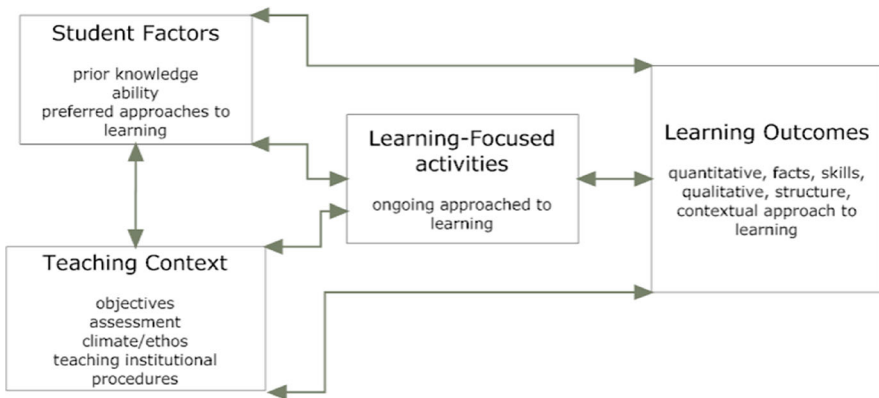 Student Factors
prior knowledge
ability
preferred approaches to
learning
Learning-Focused
activities
ongoing approached to
learning
Learning Outcomes
quantitative, facts, skills,
qualitative, structure,
contextual approach to
learning
Teaching Context
objectives
assessment
climate/ethos
teaching institutional
procedures